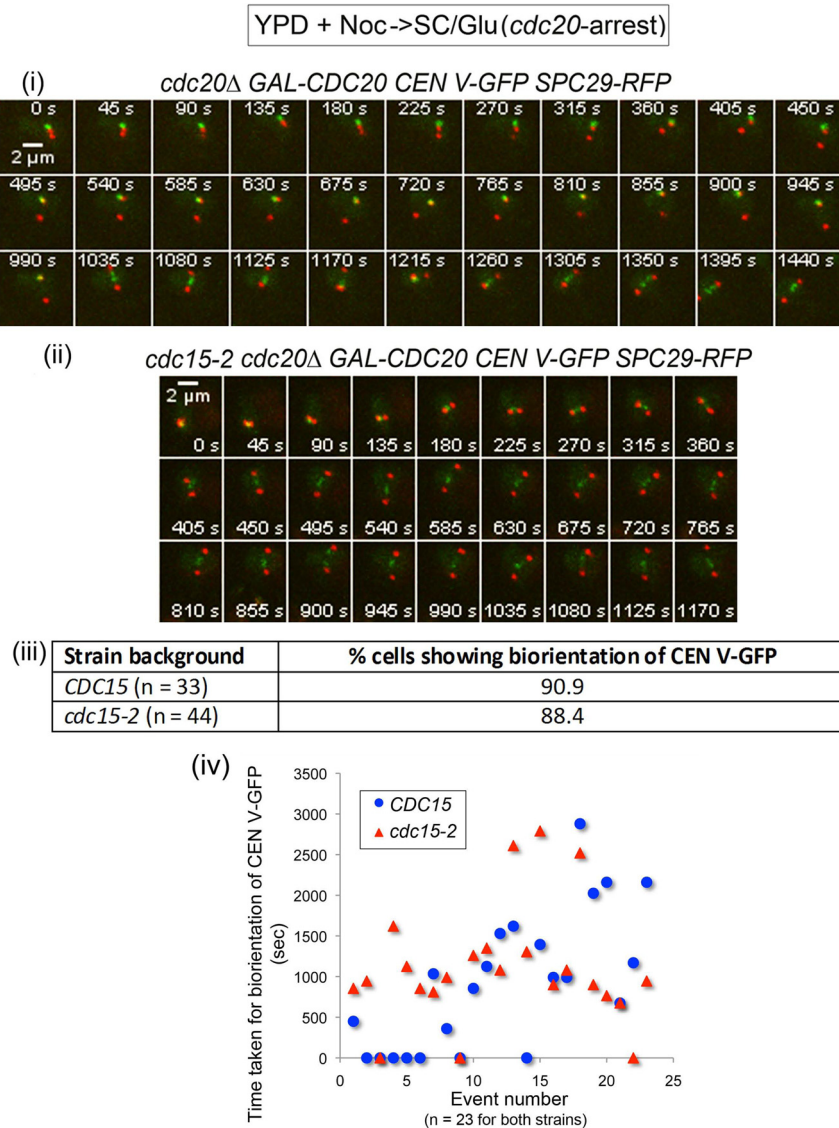 YPD + Noc->SC/Glu(cdc20-arrest)
(i)
cdc20Δ GAL-CDC20 CEN V-GFP SPC29-RFP
0 s 45 s 90 s 135 s 180 s 225 s 270 s 315 s 360 s 405 s 450 s
2 µm
495 s 540 s 585 s 630 s 675 s 720 s 765 s 810 s 855 s 900 s 945 s
990 s 1035 s 1080 s 1125 s 1170 s 1215 s 1260 s 1305 s 1350 s 1395 s 1440 s
(ii)
cdc15-2 cdc20Δ GAL-CDC20 CEN V-GFP SPC29-RFP
2 µm
0 s 45 s 90 s 135 s 180 s 225 s 270 s 315 s 360 s
405 s 450 s 495 s 540 s 585 s 630 s 675 s 720 s 765 s
810 s 855 s 900 s 945 s 990 s 1035 s 1080 s 1125 s 1170 s
(iii)
Strain background % cells showing biorientation of CEN V-GFP
CDC15 (n = 33) 90.9
cdc15-2 (n = 44) 88.4
(iv)
Time taken for biorientation of CEN V-GFP
(sec)
3500
3000
2500
2000
1500
1000
500
0
CDC15
cdc15-2
0 5 10 15 20 25
Event number
(n = 23 for both strains)